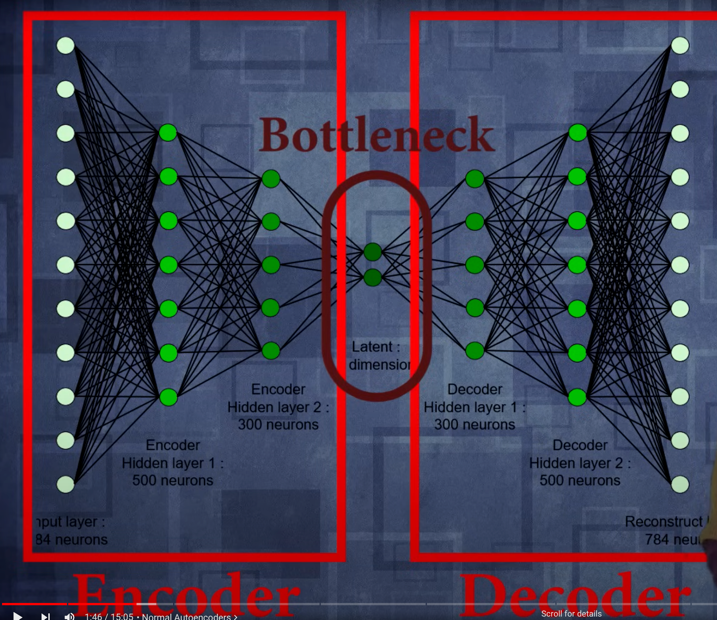 Bottleneck
Latent :
dimension
Encoder
Hidden layer 2 :
300 neurons
Decoder
Hidden layer 1 :
300 neurons
Encoder
Hidden layer 1 :
500 neurons
Decoder
Hidden layer 2 :
500 neurons
nput layer :
84 neurons
Reconstruct
784 neu
Encoder
Decoder
1:46 / 15:05 • Normal Autoencoders >
Scroll for details